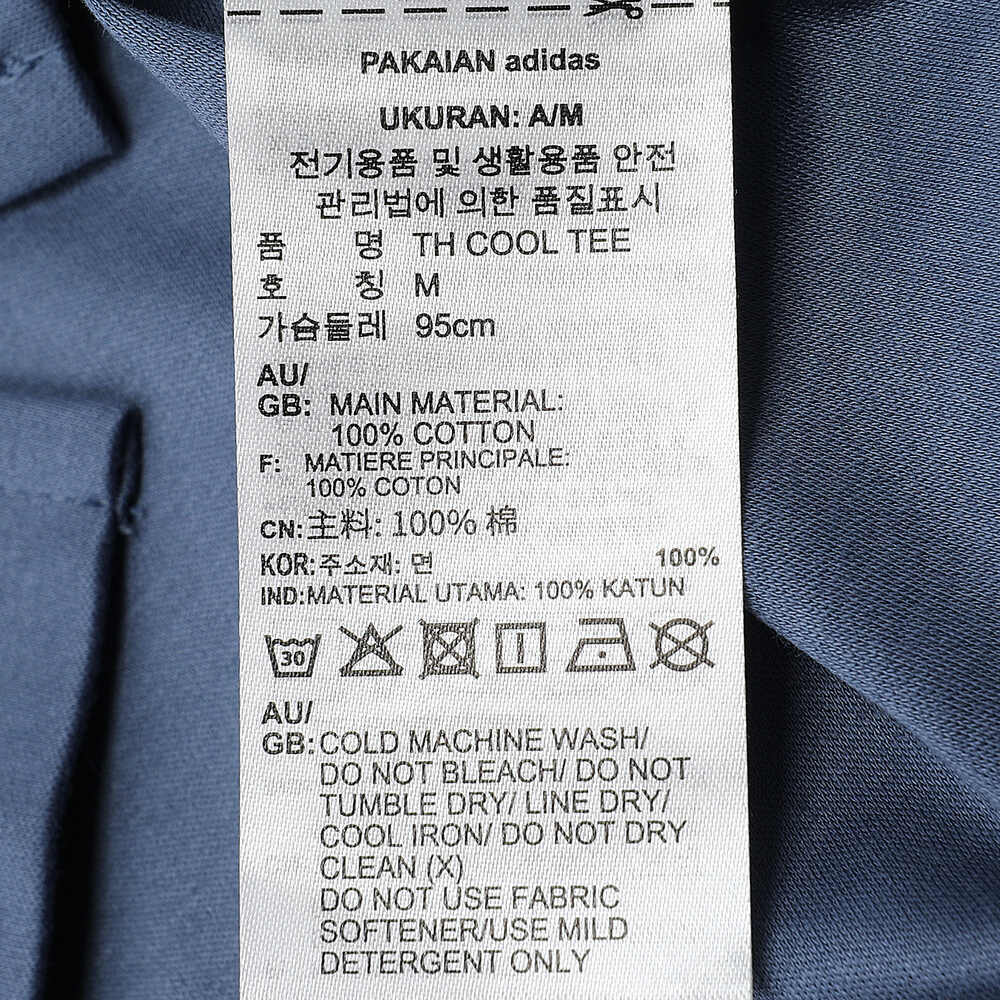 PAKAIAN adidas
UKURAN: A/M
전기용품 및 생활용품 안전
관리법에 의한 품질표시
품 명 TH COOL TEE
호 칭 M
가슴둘레 95cm
AU/
GB: MAIN MATERIAL:
100% COTTON
F: MATIERE PRINCIPALE:
100% COTON
CN:主料: 100% 棉
KOR:주소재: 면 100%
IND:MATERIAL UTAMA: 100% KATUN
30
AU/
GB:COLD MACHINE WASH/
DO NOT BLEACH/ DO NOT
TUMBLE DRY/ LINE DRY/
COOL IRON/ DO NOT DRY
CLEAN (X)
DO NOT USE FABRIC
SOFTENER/USE MILD
DETERGENT ONLY